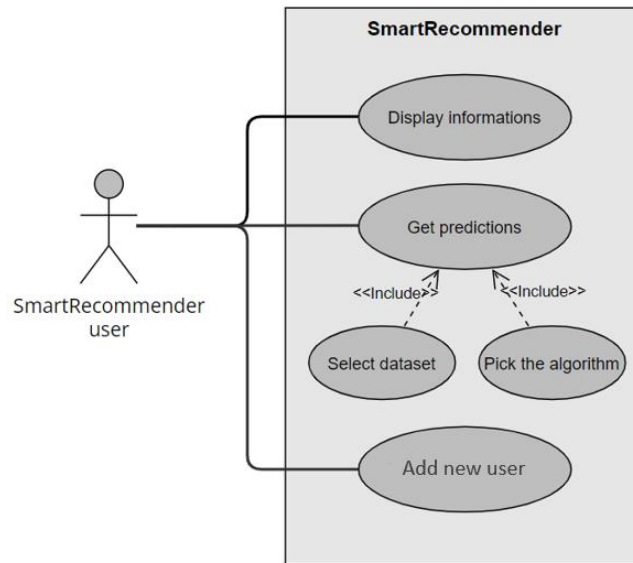 SmartRecommender
Display informations
Get predictions
<<Include>>
<<Include>>
SmartRecommender
user
Select dataset
Pick the algorithm
Add new user